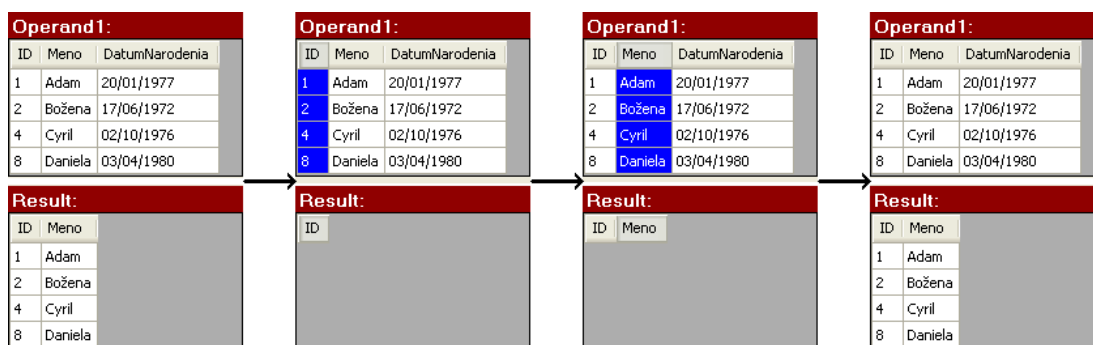 Operand1:
ID Meno DatumNarodenia
1 Adam 20/01/1977
2 Božena 17/06/1972
4 Cyril 02/10/1976
8 Daniela 03/04/1980
Result:
ID Meno
1 Adam
2 Božena
4 Cyril
8 Daniela
Operand1:
ID Meno DatumNarodenia
1 Adam 20/01/1977
2 Božena 17/06/1972
4 Cyril 02/10/1976
8 Daniela 03/04/1980
Result:
ID
Operand1:
ID Meno DatumNarodenia
1 Adam 20/01/1977
2 Božena 17/06/1972
4 Cyril 02/10/1976
8 Daniela 03/04/1980
Result:
ID Meno
Operand1:
ID Meno DatumNarodenia
1 Adam 20/01/1977
2 Božena 17/06/1972
4 Cyril 02/10/1976
8 Daniela 03/04/1980
Result:
ID Meno
1 Adam
2 Božena
4 Cyril
8 Daniela